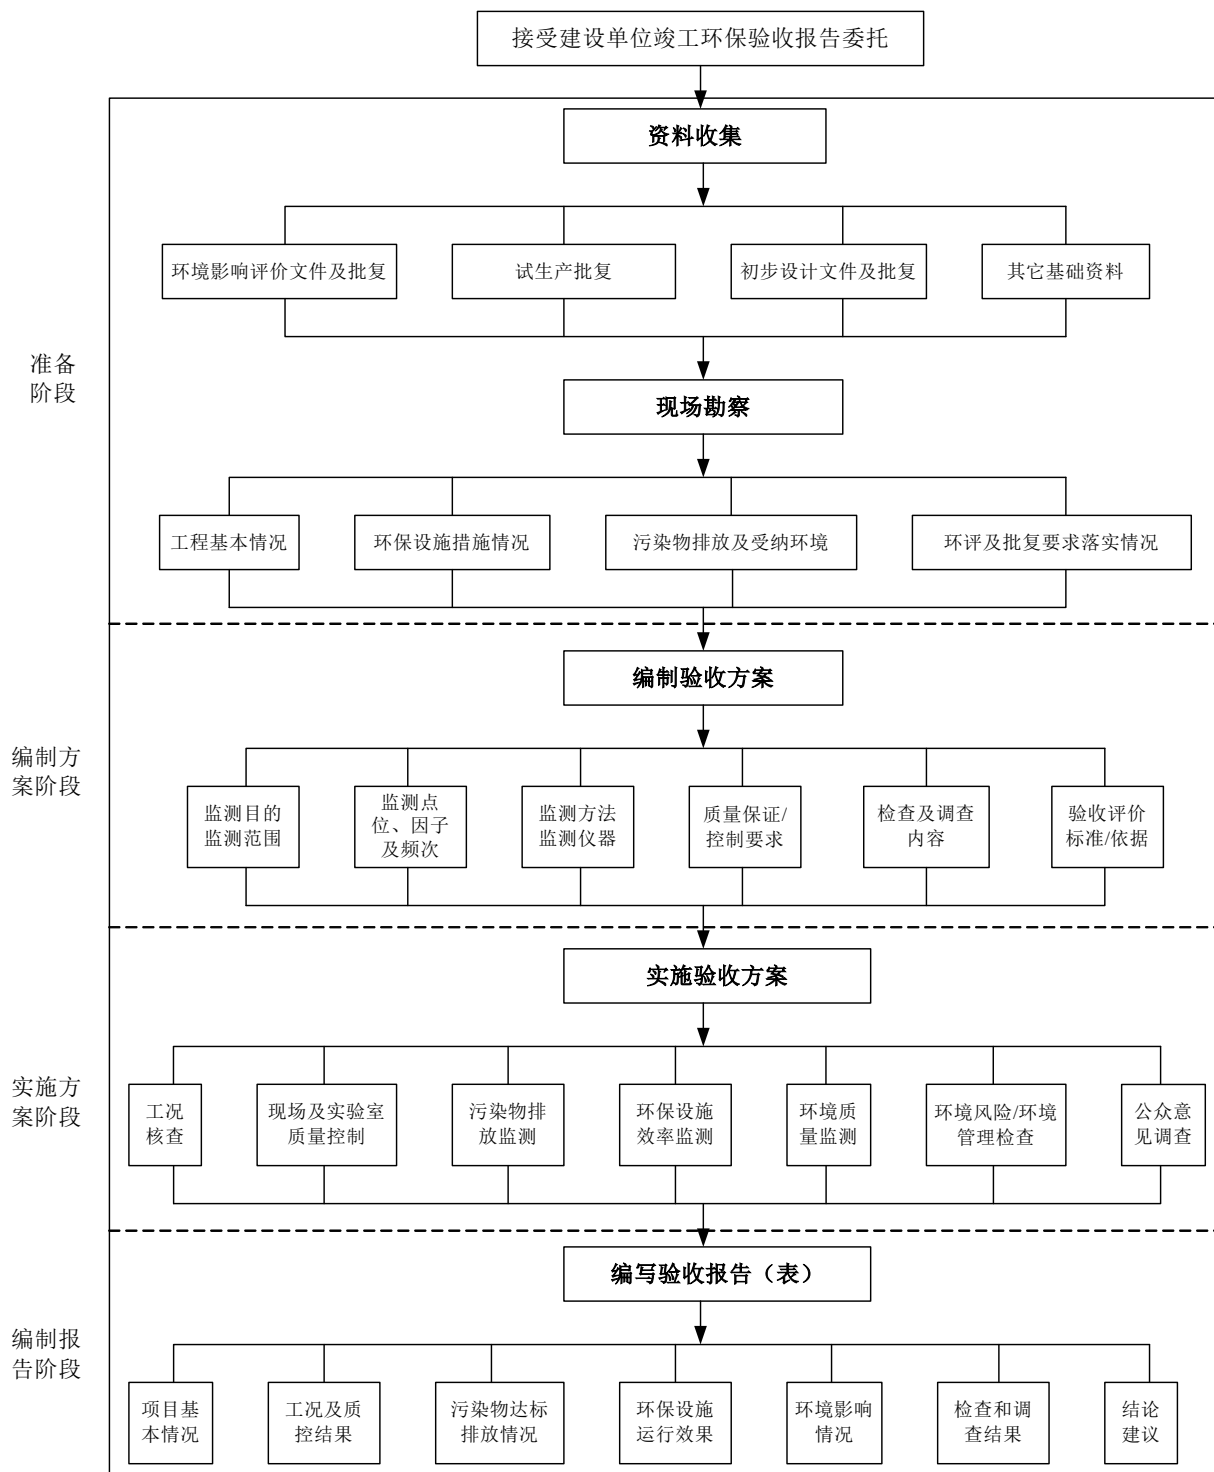 接受建设单位竣工环保验收报告委托
资料收集
环境影响评价文件及批复
试生产批复
初步设计文件及批复
其它基础资料
准备
阶段
现场勘察
工程基本情况
环保设施措施情况
污染物排放及受纳环境
环评及批复要求落实情况
编制验收方案
编制方
案阶段
监测目的
监测范围
监测点
位、因子
及频次
监测方法
监测仪器
质量保证/
控制要求
检查及调查
内容
验收评价
标准/依据
实施验收方案
实施方
案阶段
工况
核查
现场及实验室
质量控制
污染物排
放监测
环保设施
效率监测
环境质
量监测
环境风险/环境
管理检查
公众意
见调查
编写验收报告（表）
编制报
告阶段
项目基
本情况
工况及质
控结果
污染物达标
排放情况
环保设施
运行效果
环境影响
情况
检查和调
查结果
结论
建议